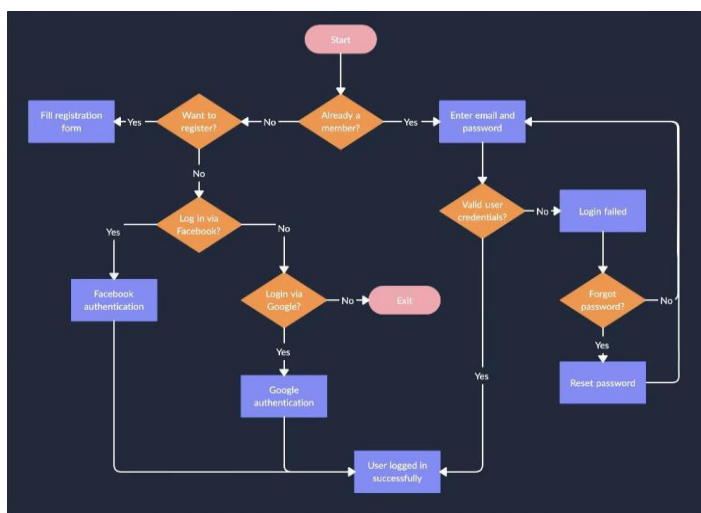 Start
Fill registration
form
Yes
Want to
register?
No
Already a
member?
Yes
Enter email and
password
No
Log in via
Facebook?
Yes
No
Valid user
credentials?
No
Login failed
Facebook
authentication
Login via
Google?
No
Exit
Forgot
password?
No
Yes
Yes
Yes
Reset password
Google
authentication
User logged in
successfully